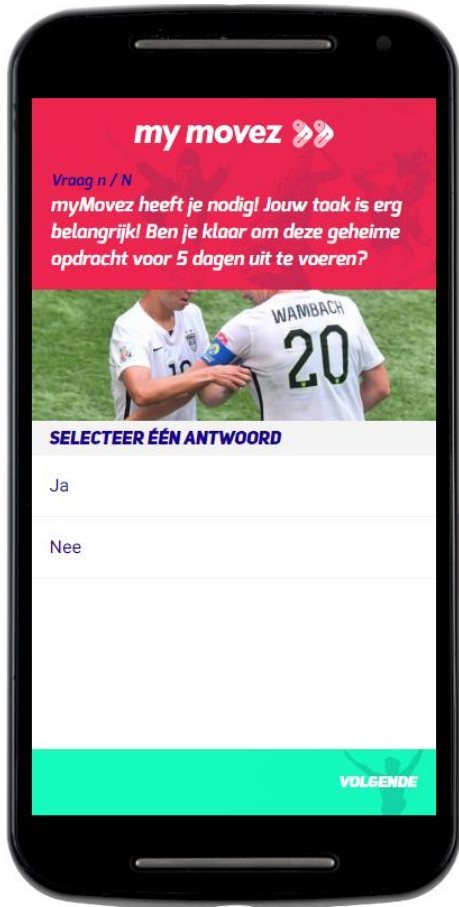 my movez
Vraag n / N
myMovez heeft je nodig! Jouw taak is erg
belangrijk! Ben je klaar om deze geheime
opdracht voor 5 dagen uit te voeren?
WAMBACH
20
SELECTEER ÉÉN ANTWOORD
Ja
Nee
VOLGENDE